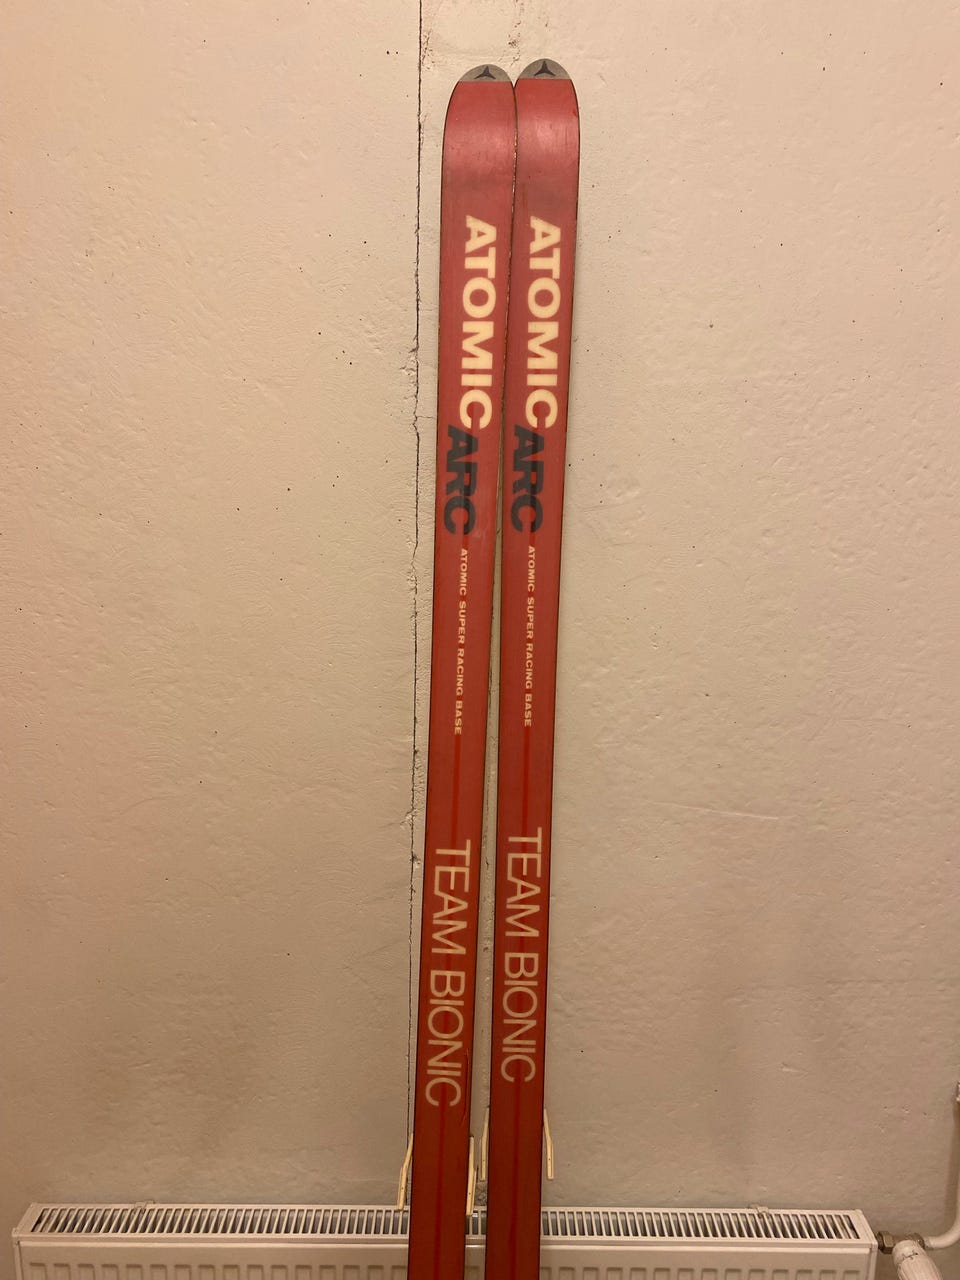 ATOMIC ARC
ATOMIC SUPER RACING BASE
TEAM BIONIC
ATOMIC ARC
ATOMIC SUPER RACING BASE
TEAM BIONIC